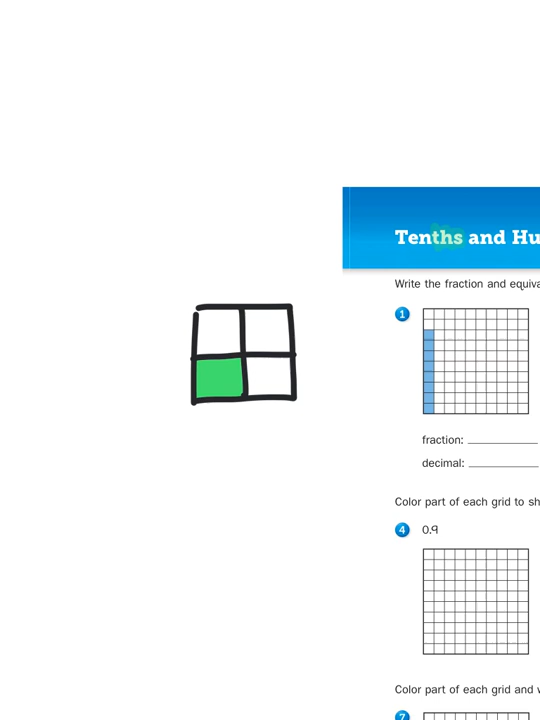 Tenths and Hu
Write the fraction and equiva
1
fraction:
decimal:
Color part of each grid to sh
4 0.9
Color part of each grid and w
7